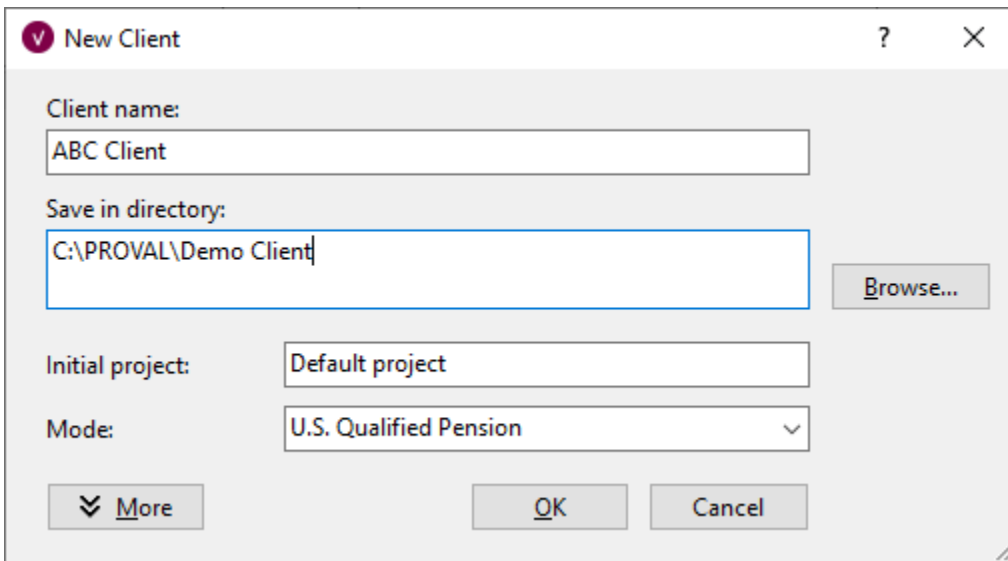 V New Client ?
Client name:
ABC Client
Save in directory:
C:\PROVAL\Demo Client
Browse...
Initial project: Default project
Mode: U.S. Qualified Pension
More OK Cancel